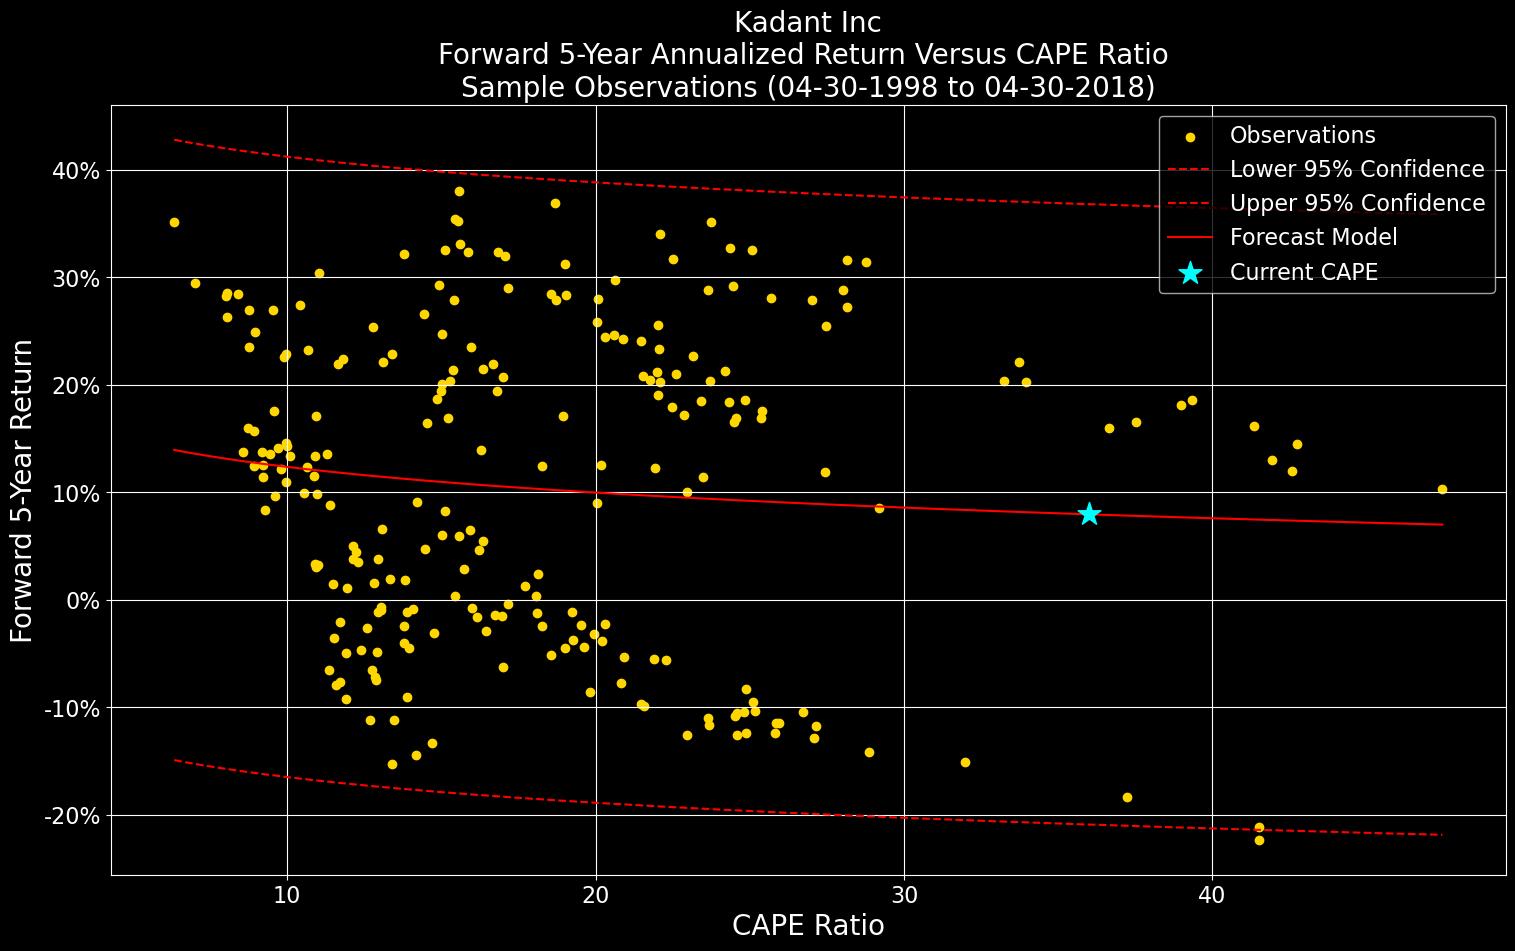 Kadant Inc
Forward 5-Year Annualized Return Versus CAPE Ratio
Sample Observations (04-30-1998 to 04-30-2018)
Observations
Lower 95% Confidence
Upper 95% Confidence
Forecast Model
Current CAPE
Forward 5-Year Return
40%
30%
20%
10%
0%
-10%
-20%
10 20 30 40
CAPE Ratio